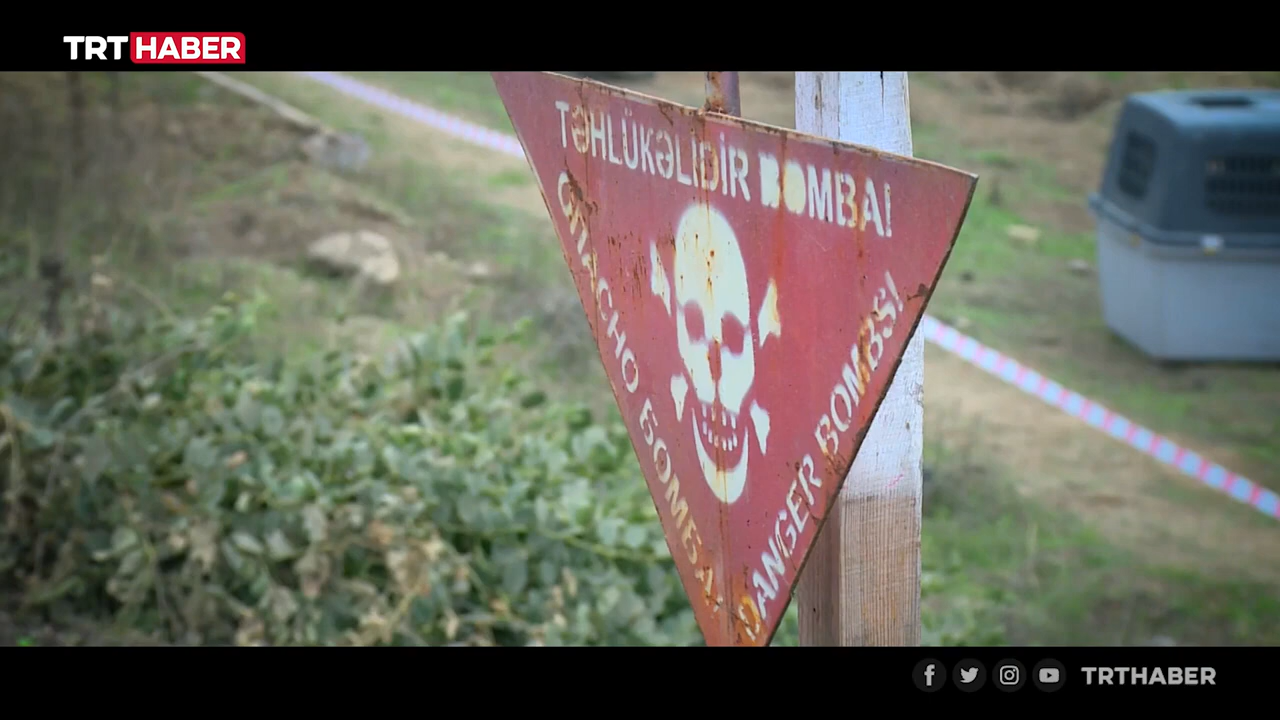 TRT HABER
TƏHLÜKƏLİDİR BOMBA!
ОПАСНО БОМБА!
DANGER BOMBS!
TRTHABER